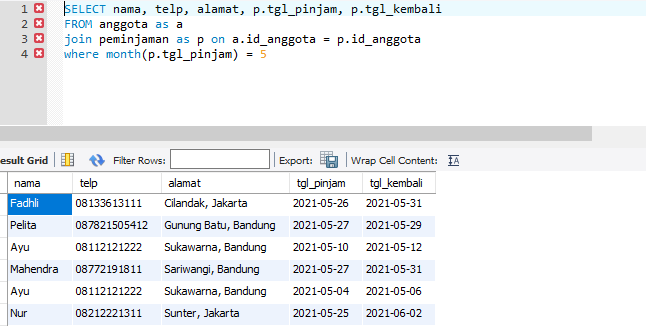 1 SELECT nama, telp, alamat, p.tgl_pinjam, p.tgl_kembali
2 FROM anggota as a
3 join peminjaman as p on a.id_anggota = p.id_anggota
4 where month(p.tgl_pinjam) = 5
esult Grid Filter Rows: Export: Wrap Cell Content:
nama telp alamat tgl_pinjam tgl_kembali
Fadhli 08133613111 Cilandak, Jakarta 2021-05-26 2021-05-31
Pelita 087821505412 Gunung Batu, Bandung 2021-05-27 2021-05-29
Ayu 08112121222 Sukawarna, Bandung 2021-05-10 2021-05-12
Mahendra 08772191811 Sariwangi, Bandung 2021-05-27 2021-05-31
Ayu 08112121222 Sukawarna, Bandung 2021-05-04 2021-05-06
Nur 08212221311 Sunter, Jakarta 2021-05-25 2021-06-02